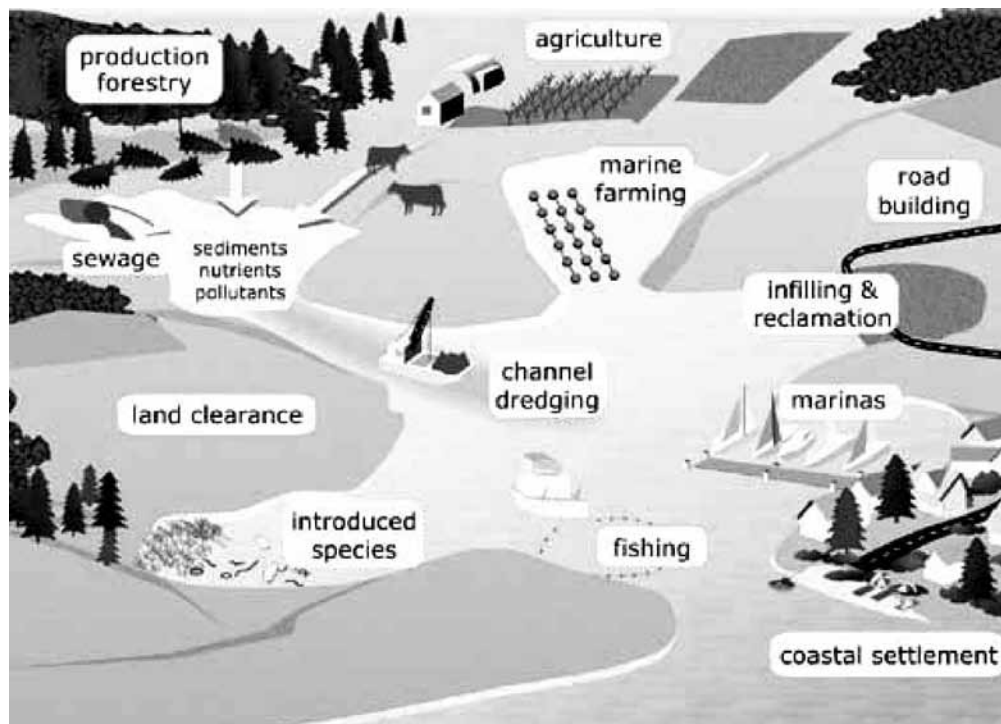 production
forestry
agriculture
marine
farming
road
building
sewage
sediments
nutrients
pollutants
infilling &
reclamation
channel
dredging
land clearance
marinas
introduced
species
fishing
coastal settlement